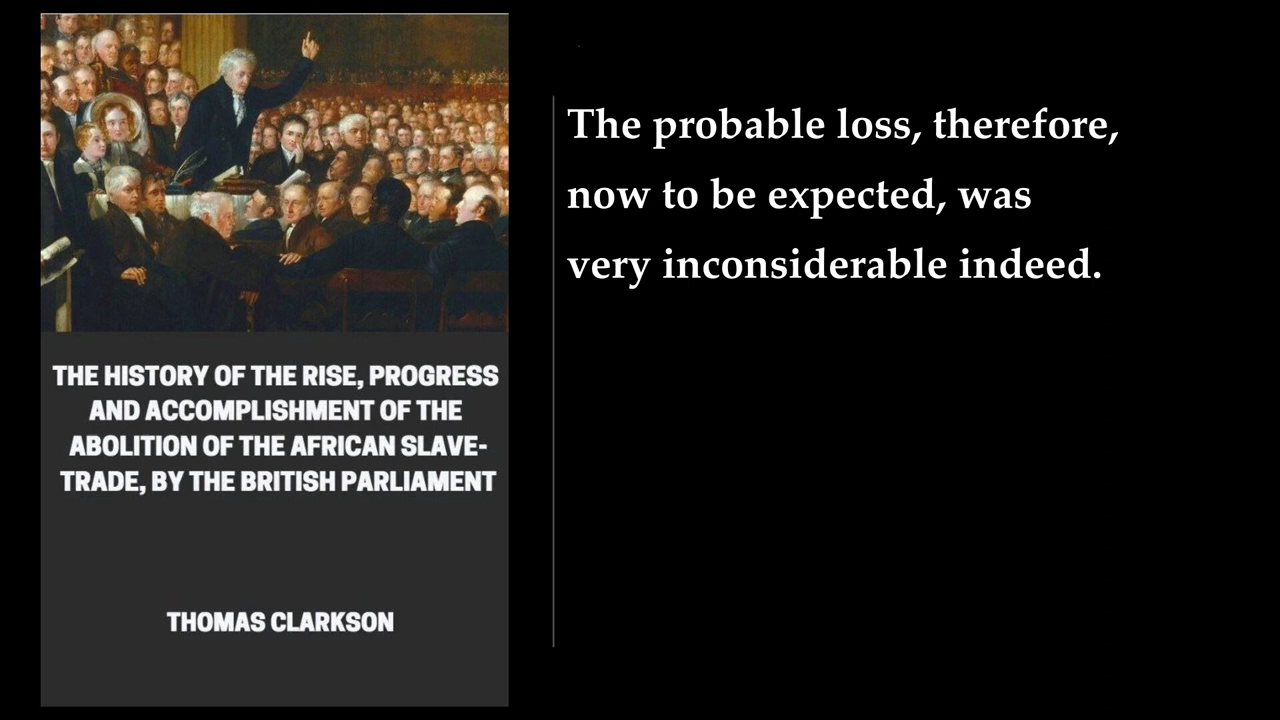 THE HISTORY OF THE RISE, PROGRESS
AND ACCOMPLISHMENT OF THE
ABOLITION OF THE AFRICAN SLAVE-
TRADE, BY THE BRITISH PARLIAMENT
THOMAS CLARKSON
The probable loss, therefore,
now to be expected, was
very inconsiderable indeed.